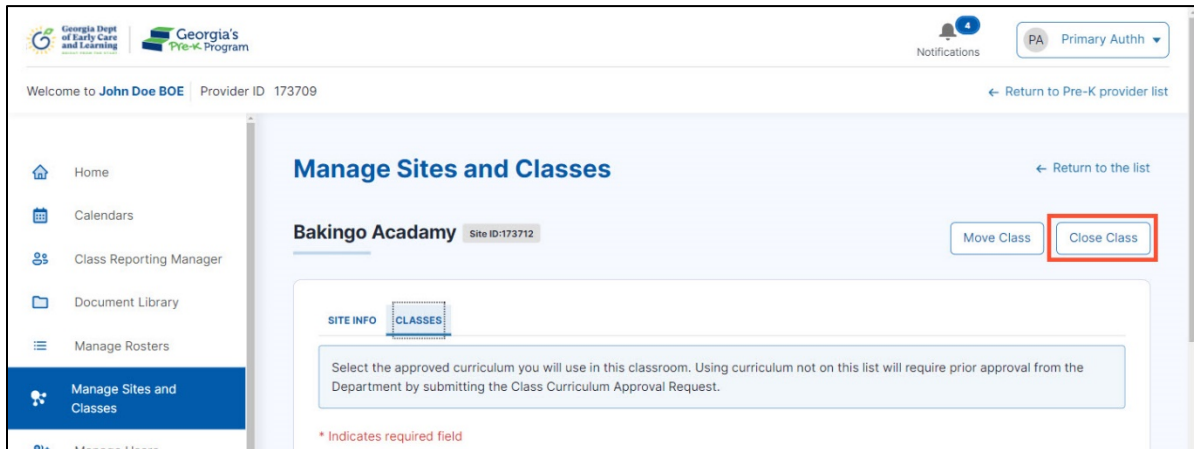 Georgia Dept
of Early Care
and Learning
Georgia's
Pre-K Program
4
Notifications
PA Primary Authh
Welcome to John Doe BOE Provider ID 173709
← Return to Pre-K provider list
Home
Calendars
Class Reporting Manager
Document Library
Manage Rosters
Manage Sites and
Classes
Manage Users
Manage Sites and Classes
← Return to the list
Bakingo Acadamy Site ID:173712
Move Class
Close Class
SITE INFO CLASSES
Select the approved curriculum you will use in this classroom. Using curriculum not on this list will require prior approval from the
Department by submitting the Class Curriculum Approval Request.
* Indicates required field